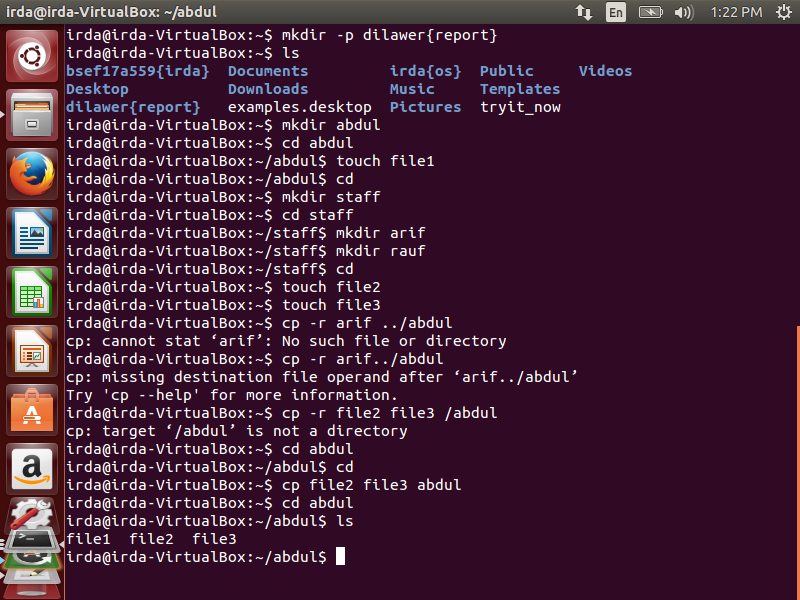 irda@irda-VirtualBox: ~/abdul En 1:22 PM
irda@irda-VirtualBox:~$ mkdir -p dilawer{report}
irda@irda-VirtualBox:~$ ls
bsef17a559{irda} Documents irda{os} Public Videos
Desktop Downloads Music Templates
dilawer{report} examples.desktop Pictures tryit_now
irda@irda-VirtualBox:~$ mkdir abdul
irda@irda-VirtualBox:~$ cd abdul
irda@irda-VirtualBox:~/abdul$ touch file1
irda@irda-VirtualBox:~/abdul$ cd
irda@irda-VirtualBox:~$ mkdir staff
irda@irda-VirtualBox:~$ cd staff
irda@irda-VirtualBox:~/staff$ mkdir arif
irda@irda-VirtualBox:~/staff$ mkdir rauf
irda@irda-VirtualBox:~/staff$ cd
irda@irda-VirtualBox:~$ touch file2
irda@irda-VirtualBox:~$ touch file3
irda@irda-VirtualBox:~$ cp -r arif ../abdul
cp: cannot stat ‘arif’: No such file or directory
irda@irda-VirtualBox:~$ cp -r arif../abdul
cp: missing destination file operand after ‘arif../abdul’
Try 'cp --help' for more information.
irda@irda-VirtualBox:~$ cp -r file2 file3 /abdul
cp: target ‘/abdul’ is not a directory
irda@irda-VirtualBox:~$ cd abdul
irda@irda-VirtualBox:~/abdul$ cd
irda@irda-VirtualBox:~$ cp file2 file3 abdul
irda@irda-VirtualBox:~$ cd abdul
irda@irda-VirtualBox:~/abdul$ ls
file1 file2 file3
irda@irda-VirtualBox:~/abdul$